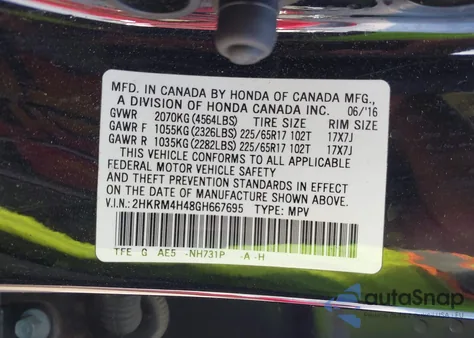 MFD. IN CANADA BY HONDA OF CANADA MFG.,
A DIVISION OF HONDA CANADA INC. 06/16
GVWR 2070KG (4564LBS) TIRE SIZE RIM SIZE
GAWR F 1055KG (2326LBS) 225/65R17 102T 17X7J
GAWR R 1035KG (2282LBS) 225/65R17 102T 17X7J
THIS VEHICLE CONFORMS TO ALL APPLICABLE
FEDERAL MOTOR VEHICLE SAFETY
AND THEFT PREVENTION STANDARDS IN EFFECT
ON THE DATE OF MANUFACTURE SHOWN ABOVE.
V.I.N.: 2HKRM4H48GH667695 TYPE: MPV
TFE G AE5 -NH731P -A -H
autoSnap